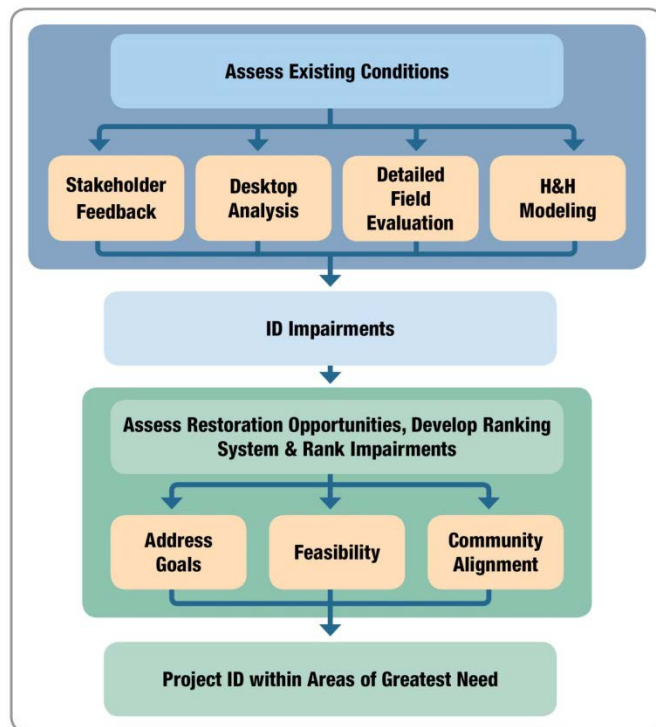 Assess Existing Conditions
Stakeholder
Feedback
Desktop
Analysis
Detailed
Field
Evaluation
H&H
Modeling
ID Impairments
Assess Restoration Opportunities, Develop Ranking
System & Rank Impairments
Address
Goals
Feasibility
Community
Alignment
Project ID within Areas of Greatest Need